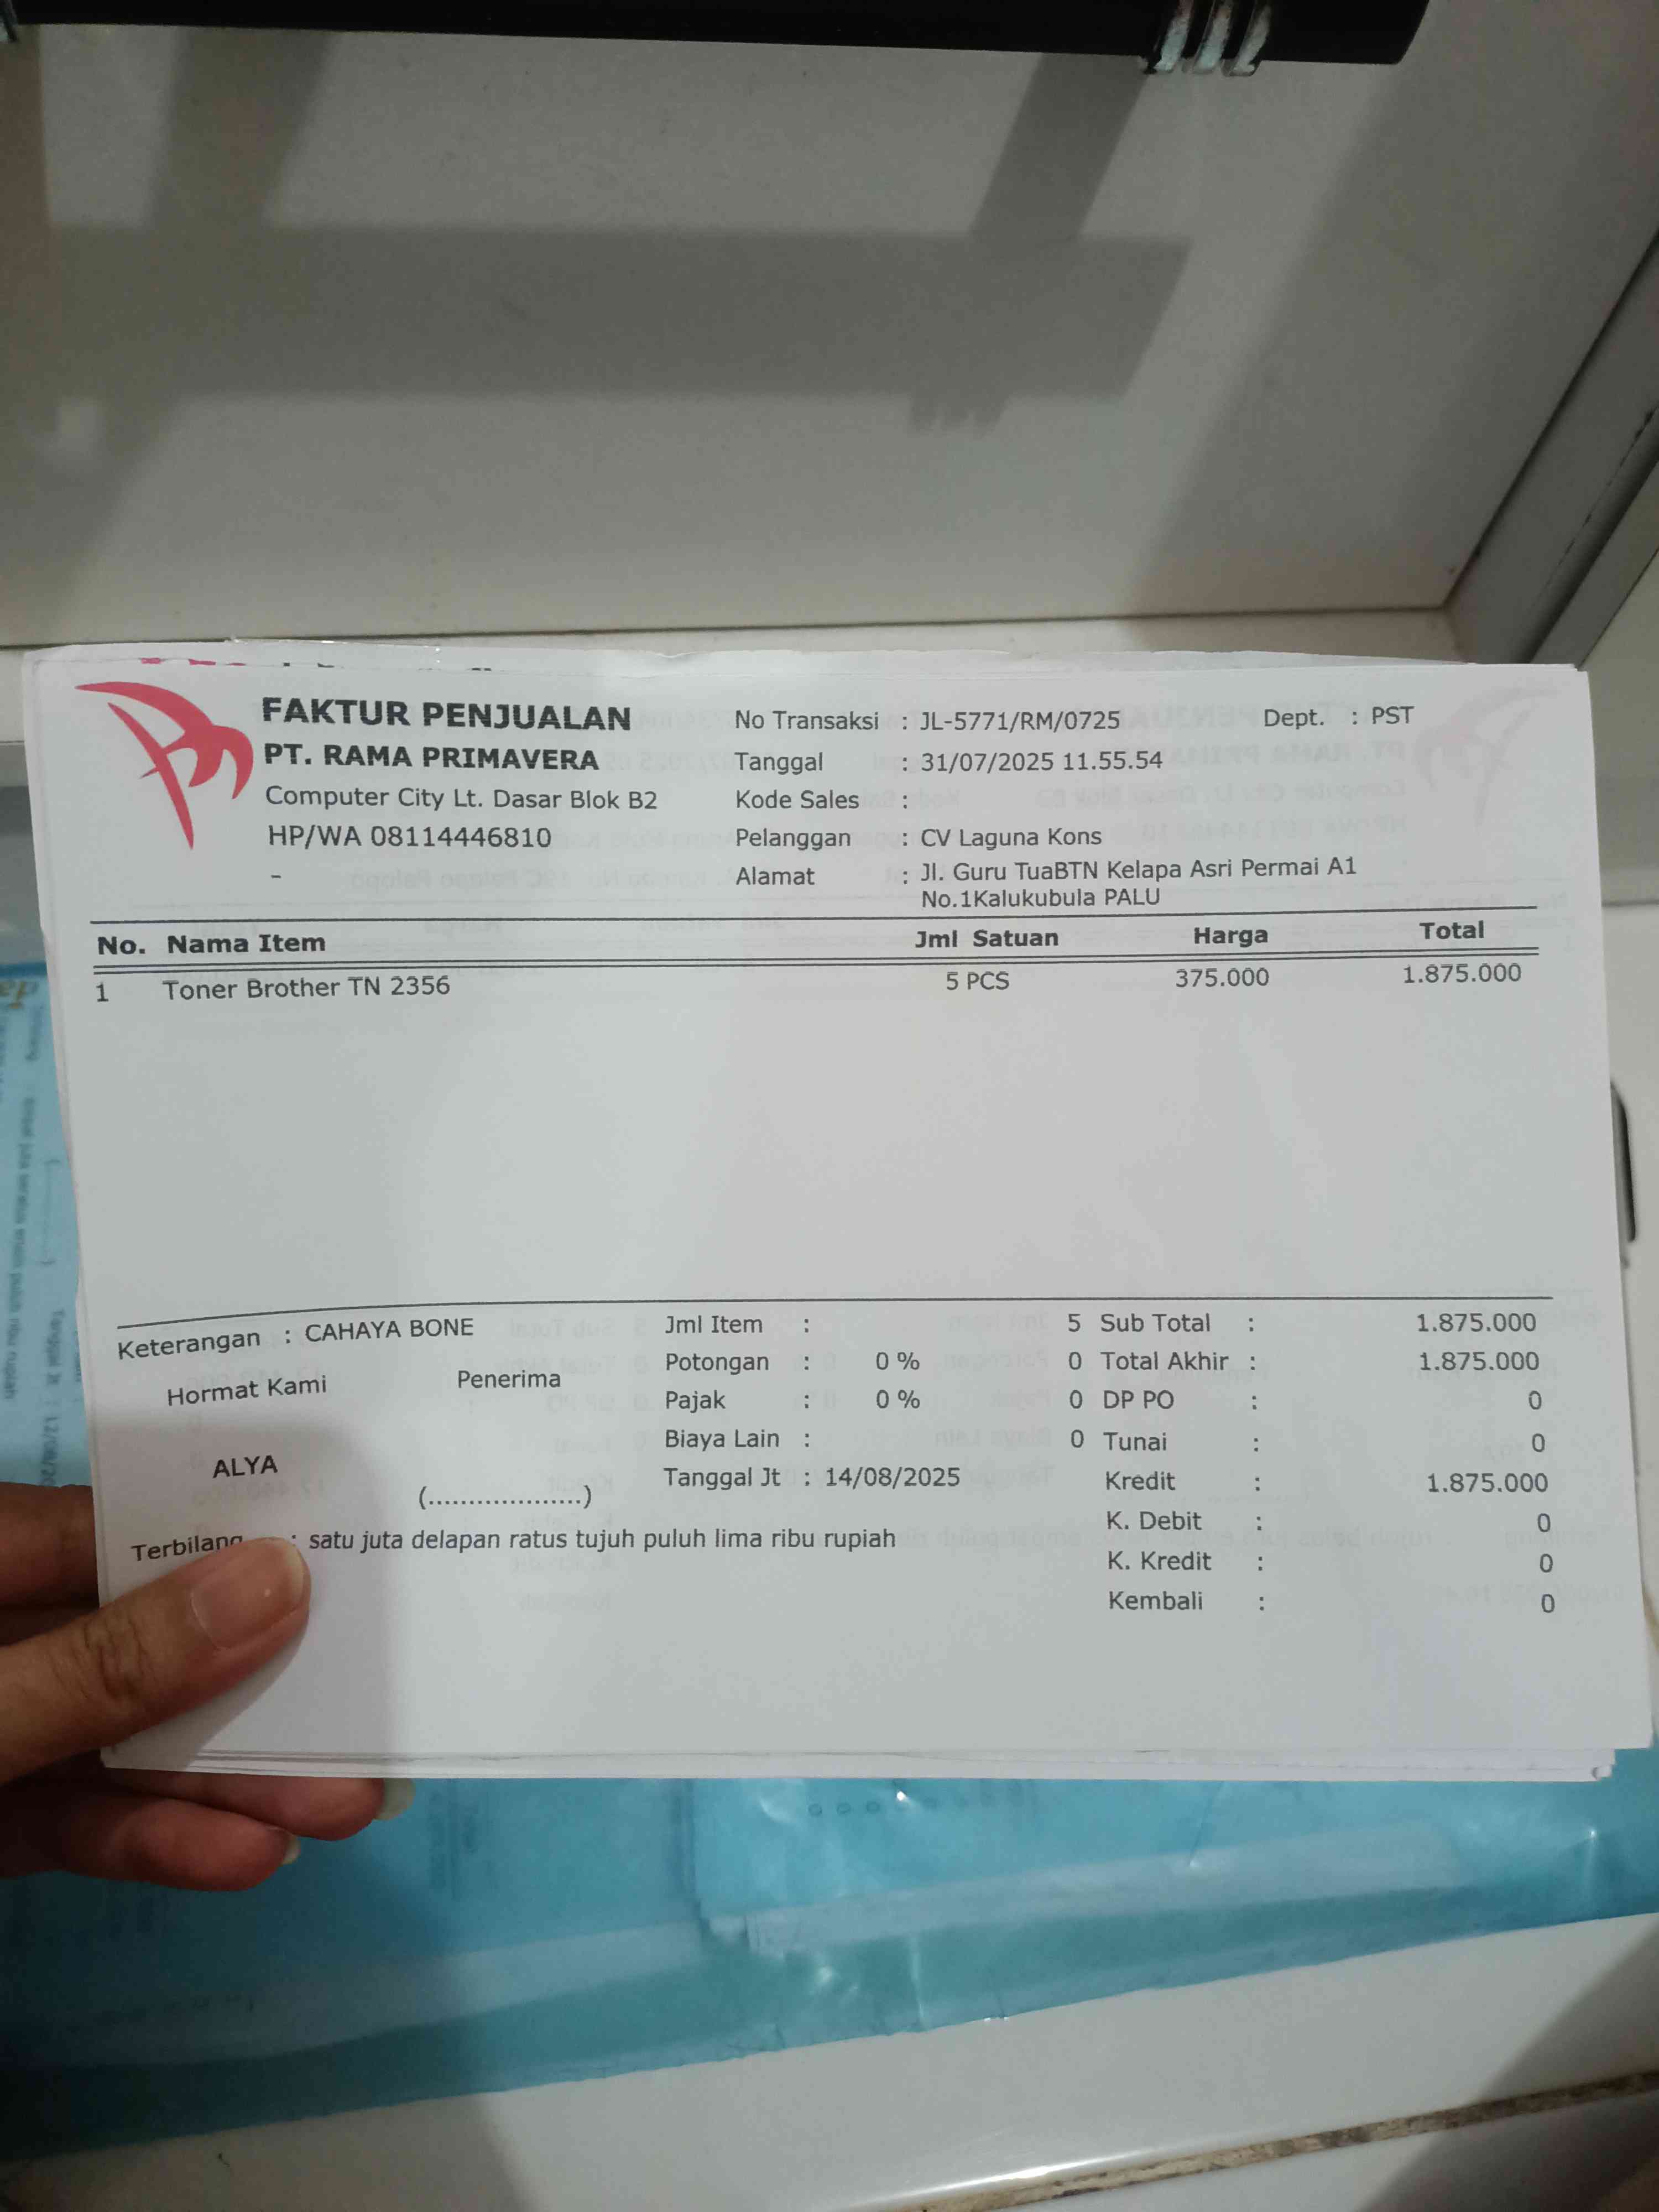 FAKTUR PENJUALAN
PT. RAMA PRIMAVERA
Computer City Lt. Dasar Blok B2
HP/WA 08114446810
-
No Transaksi : JL-5771/RM/0725 Dept. : PST
Tanggal : 31/07/2025 11.55.54
Kode Sales :
Pelanggan : CV Laguna Kons
Alamat : Jl. Guru TuaBTN Kelapa Asri Permai A1
No.1Kalukubula PALU
No. Nama Item Jml Satuan Harga Total
1 Toner Brother TN 2356 5 PCS 375.000 1.875.000
Keterangan : CAHAYA BONE
Hormat Kami Penerima
ALYA
(...................)
Jml Item : 5
Potongan : 0 % 0
Pajak : 0 % 0
Biaya Lain : 0
Tanggal Jt : 14/08/2025
Sub Total : 1.875.000
Total Akhir : 1.875.000
DP PO : 0
Tunai : 0
Kredit : 1.875.000
K. Debit : 0
K. Kredit : 0
Kembali : 0
Terbilang : satu juta delapan ratus tujuh puluh lima ribu rupiah